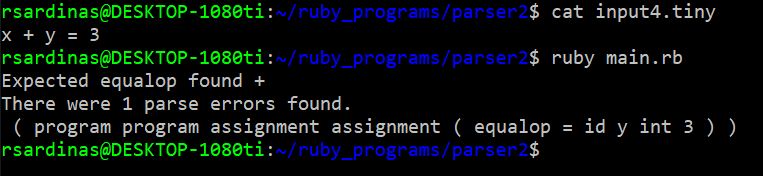 rsardinas@DESKTOP-1080ti:~/ruby_programs/parser2$ cat input4.tiny
x + y = 3
rsardinas@DESKTOP-1080ti:~/ruby_programs/parser2$ ruby main.rb
Expected equalop found +
There were 1 parse errors found.
 ( program program assignment assignment ( equalop = id y int 3 ) )
rsardinas@DESKTOP-1080ti:~/ruby_programs/parser2$